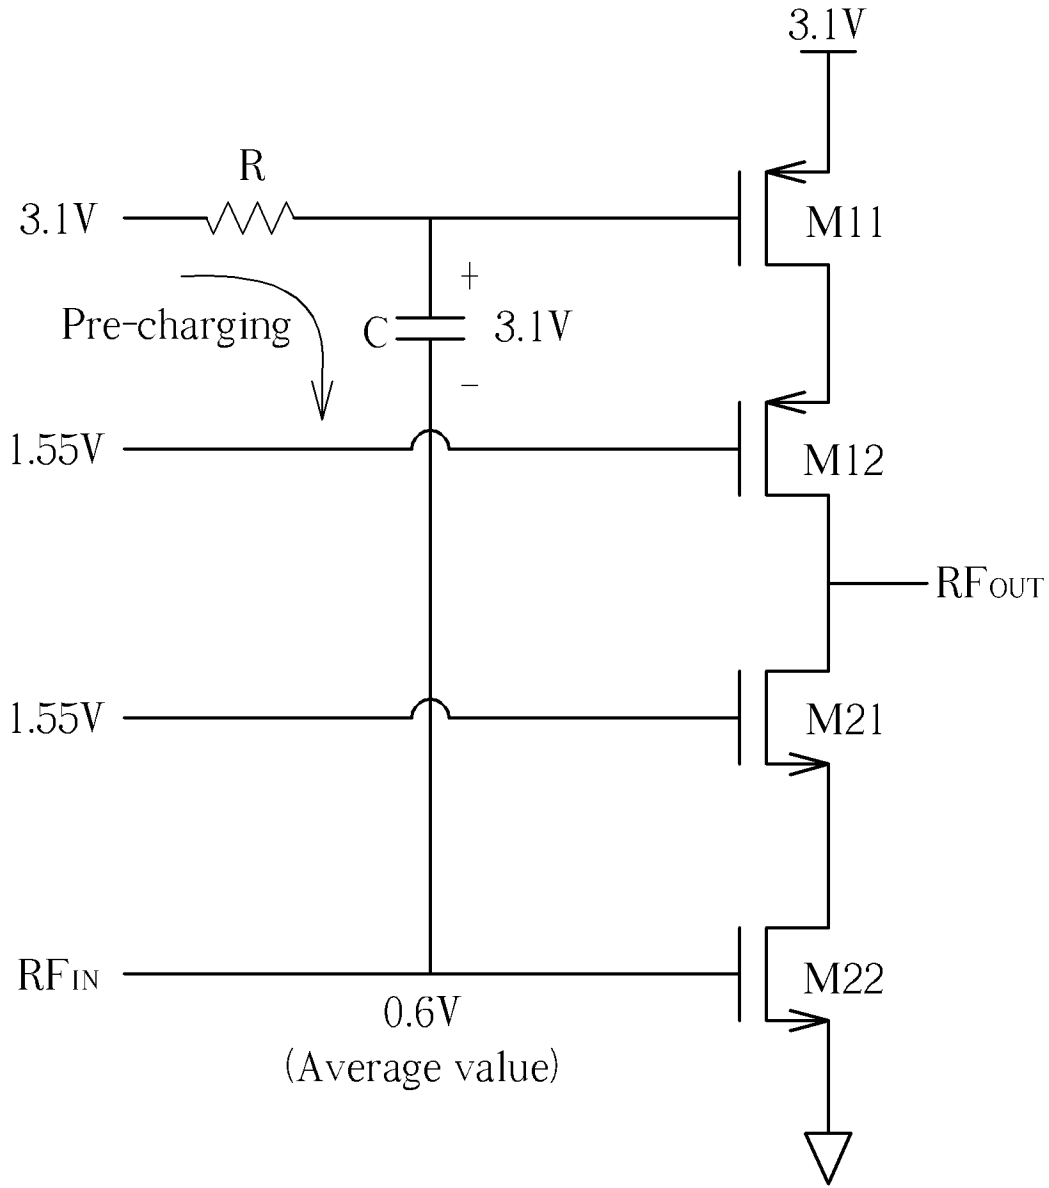 3.1V
R
3.1V
M11
+
Pre-charging
C
3.1V
−
1.55V
M12
RFOUT
1.55V
M21
RFIN
M22
0.6V
(Average value)